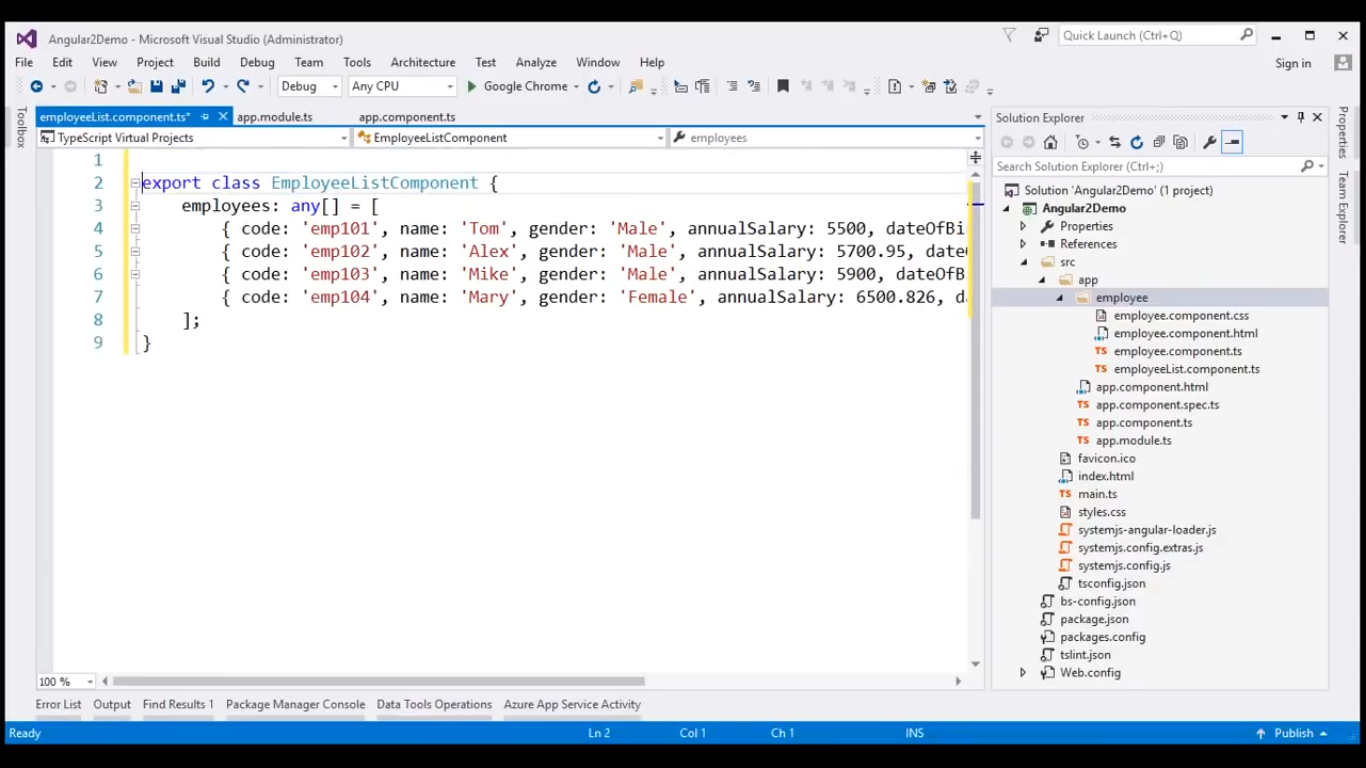 Angular2Demo - Microsoft Visual Studio (Administrator)
Quick Launch (Ctrl+Q)
File Edit View Project Build Debug Team Tools Architecture Test Analyze Window Help
Sign in
Debug Any CPU Google Chrome
Toolbox
employeeList.component.ts* app.module.ts app.component.ts
TypeScript Virtual Projects EmployeeListComponent employees
1
2 export class EmployeeListComponent {
3 employees: any[] = [
4 { code: 'emp101', name: 'Tom', gender: 'Male', annualSalary: 5500, dateOfBi
5 { code: 'emp102', name: 'Alex', gender: 'Male', annualSalary: 5700.95, date
6 { code: 'emp103', name: 'Mike', gender: 'Male', annualSalary: 5900, dateOfB
7 { code: 'emp104', name: 'Mary', gender: 'Female', annualSalary: 6500.826, d
8 ];
9 }
100 %
Solution Explorer
Search Solution Explorer (Ctrl+;)
Solution 'Angular2Demo' (1 project)
Angular2Demo
Properties
References
src
app
employee
employee.component.css
employee.component.html
TS employee.component.ts
TS employeeList.component.ts
app.component.html
TS app.component.spec.ts
TS app.component.ts
TS app.module.ts
favicon.ico
index.html
TS main.ts
styles.css
systemjs-angular-loader.js
systemjs.config.extras.js
systemjs.config.js
tsconfig.json
bs-config.json
package.json
packages.config
tslint.json
Web.config
Properties
Team Explorer
Error List Output Find Results 1 Package Manager Console Data Tools Operations Azure App Service Activity
Ready Ln 2 Col 1 Ch 1 INS Publish